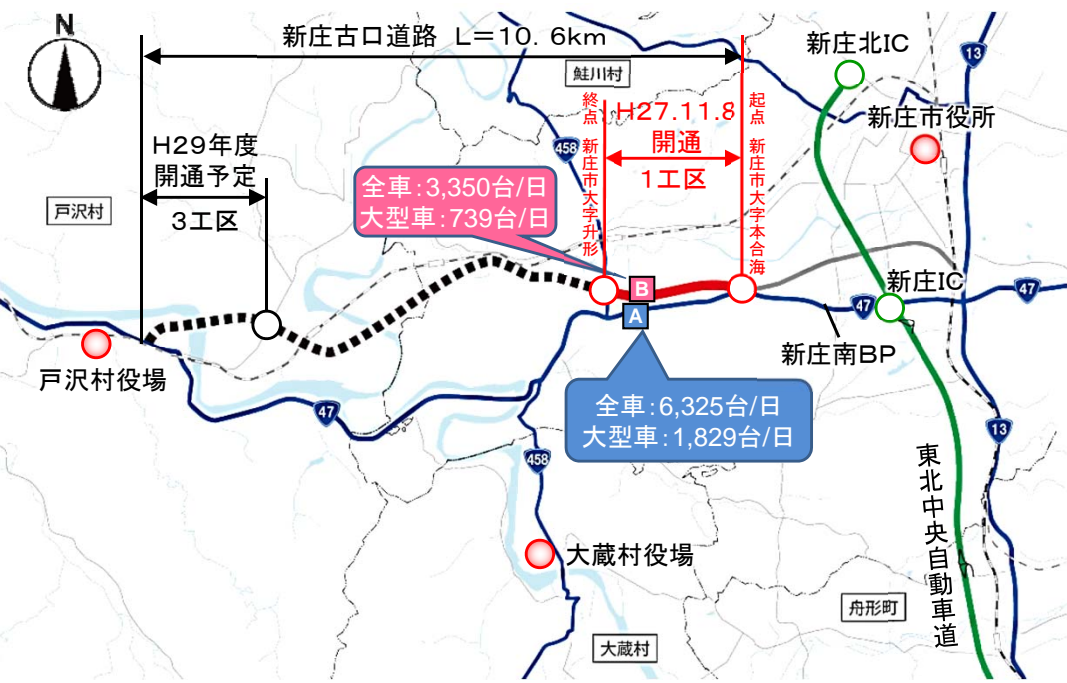 N
新庄古口道路 L=10.6km
新庄北IC
13
鮭川村
終点 新庄市大字升形
H27.11.8
開通
1工区
起点 新庄市大字本合海
新庄市役所
458
H29年度
開通予定
3工区
全車:3,350台/日
大型車:739台/日
戸沢村
B
A
新庄IC
47
47
新庄南BP
戸沢村役場
47
全車:6,325台/日
大型車:1,829台/日
13
458
東北中央自動車道
大蔵村役場
舟形町
大蔵村